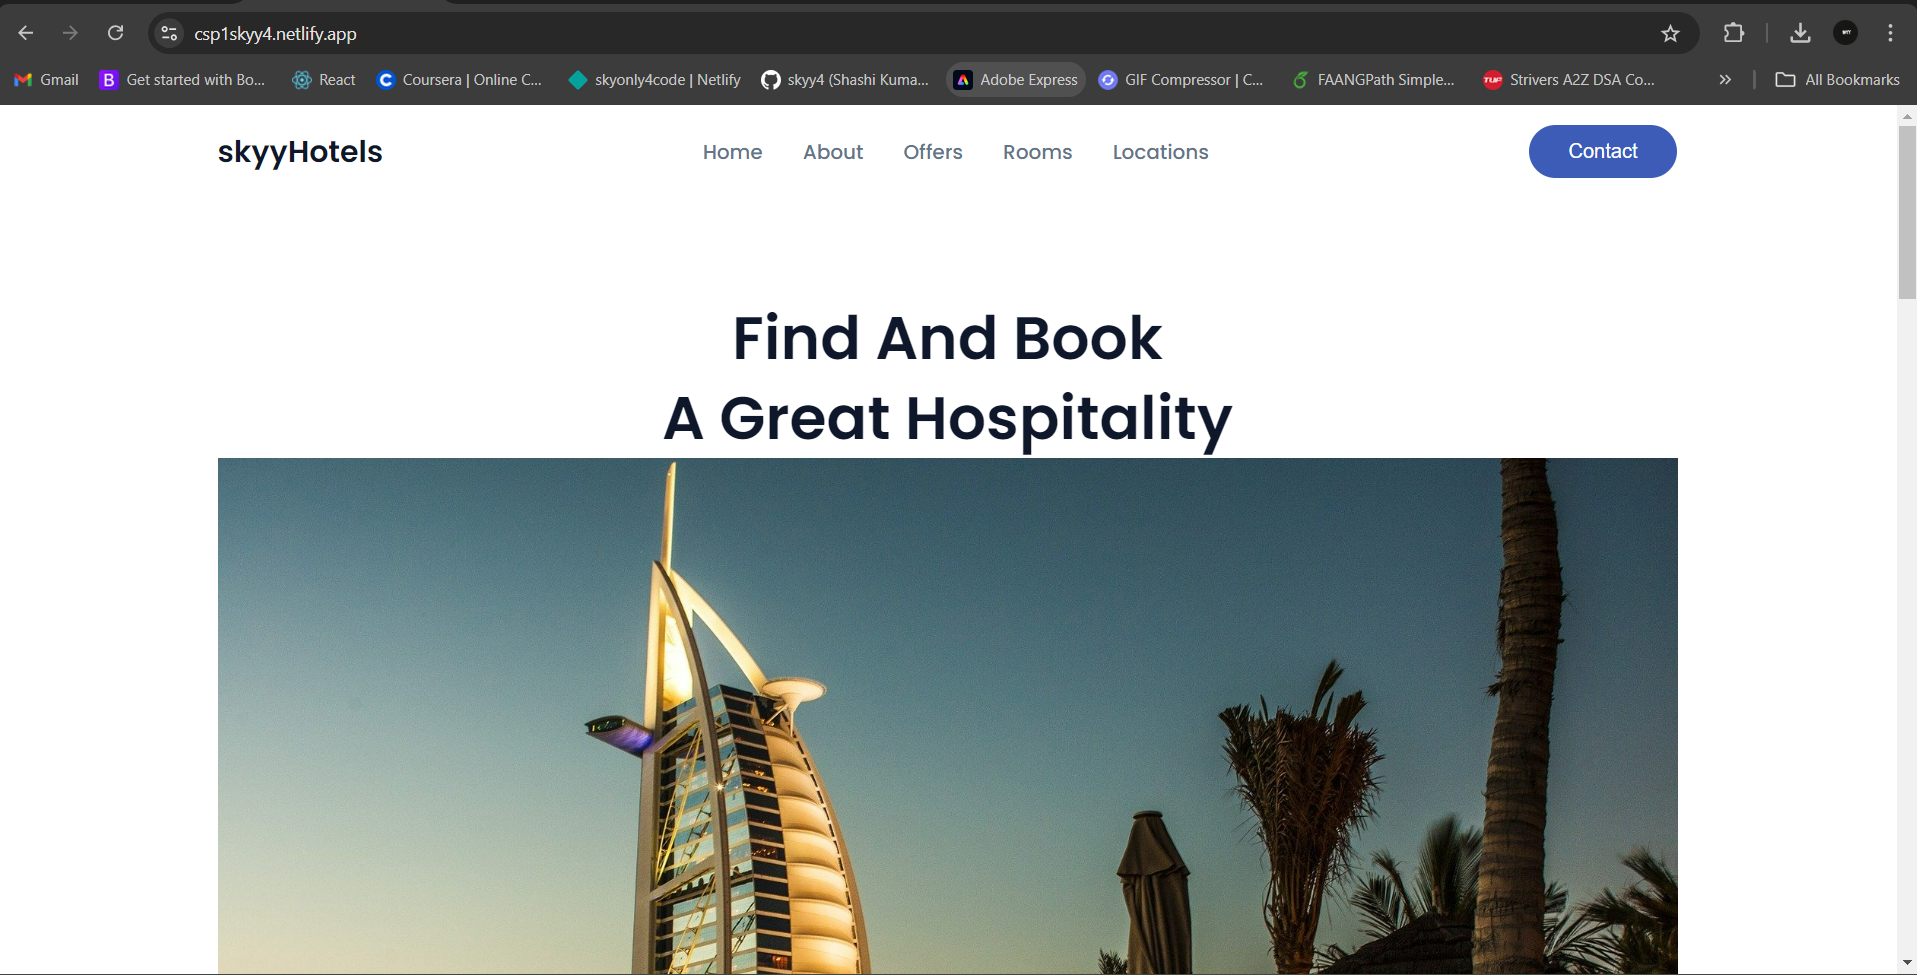 csp1skyy4.netlify.app
Gmail
Get started with Bo...
React
Coursera | Online C...
skyonly4code | Netlify
skyy4 (Shashi Kuma...
Adobe Express
GIF Compressor | C...
FAANGPath Simple...
Strivers A2Z DSA Co...
All Bookmarks
skyyHotels
Home
About
Offers
Rooms
Locations
Contact
Find And Book
A Great Hospitality